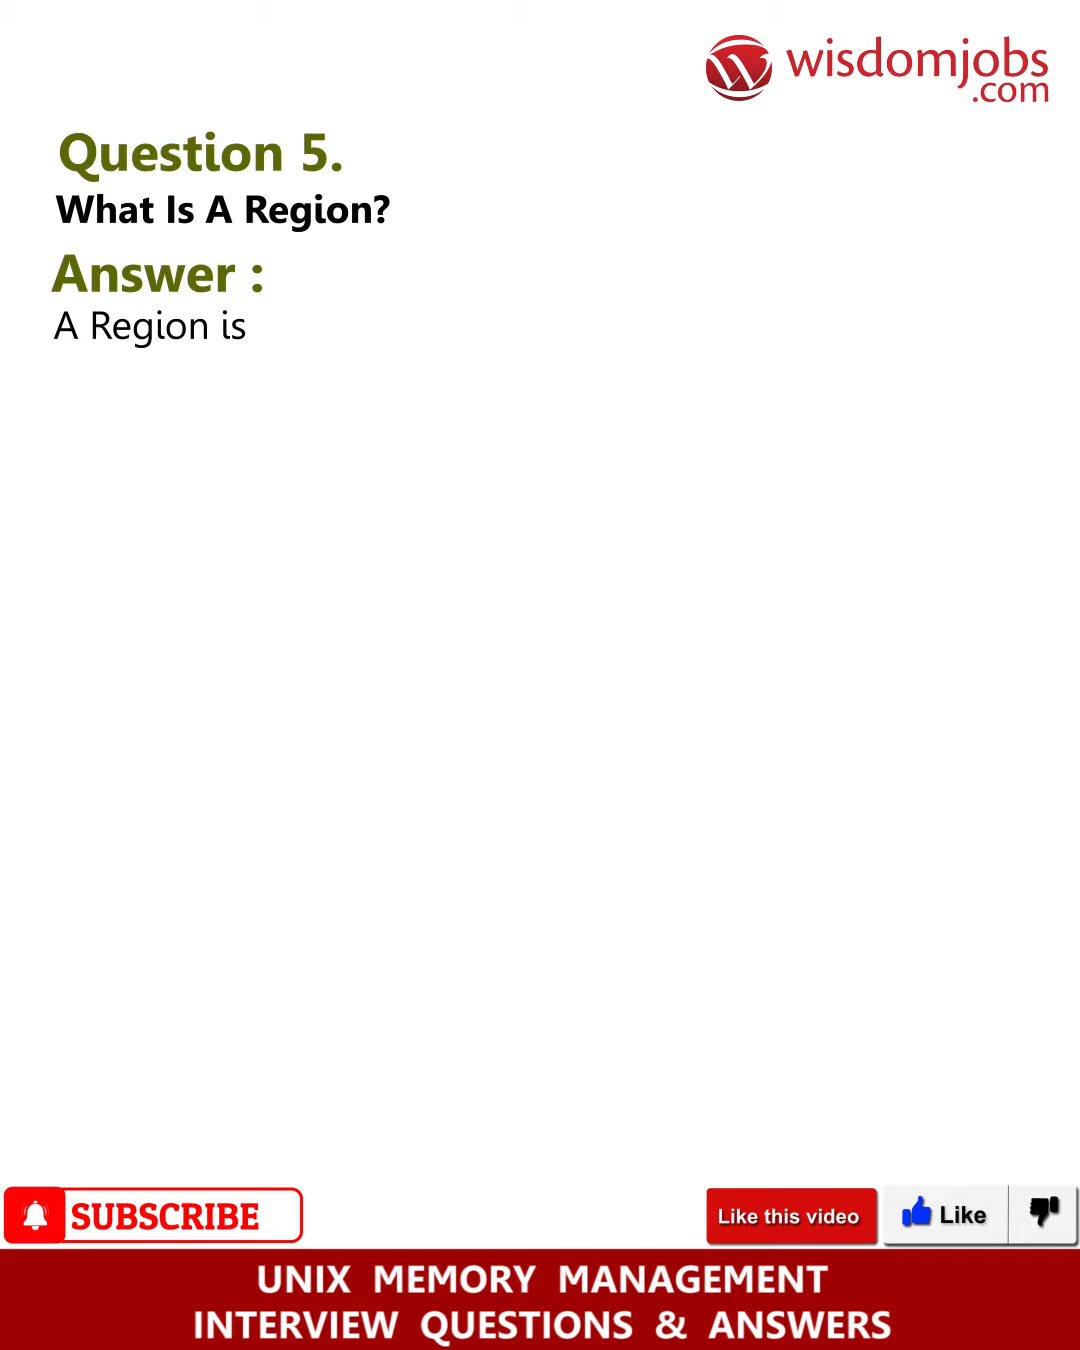 wisdomjobs
.com
Question 5.
What Is A Region?
Answer :
A Region is
SUBSCRIBE
Like this video
Like
UNIX MEMORY MANAGEMENT
INTERVIEW QUESTIONS & ANSWERS